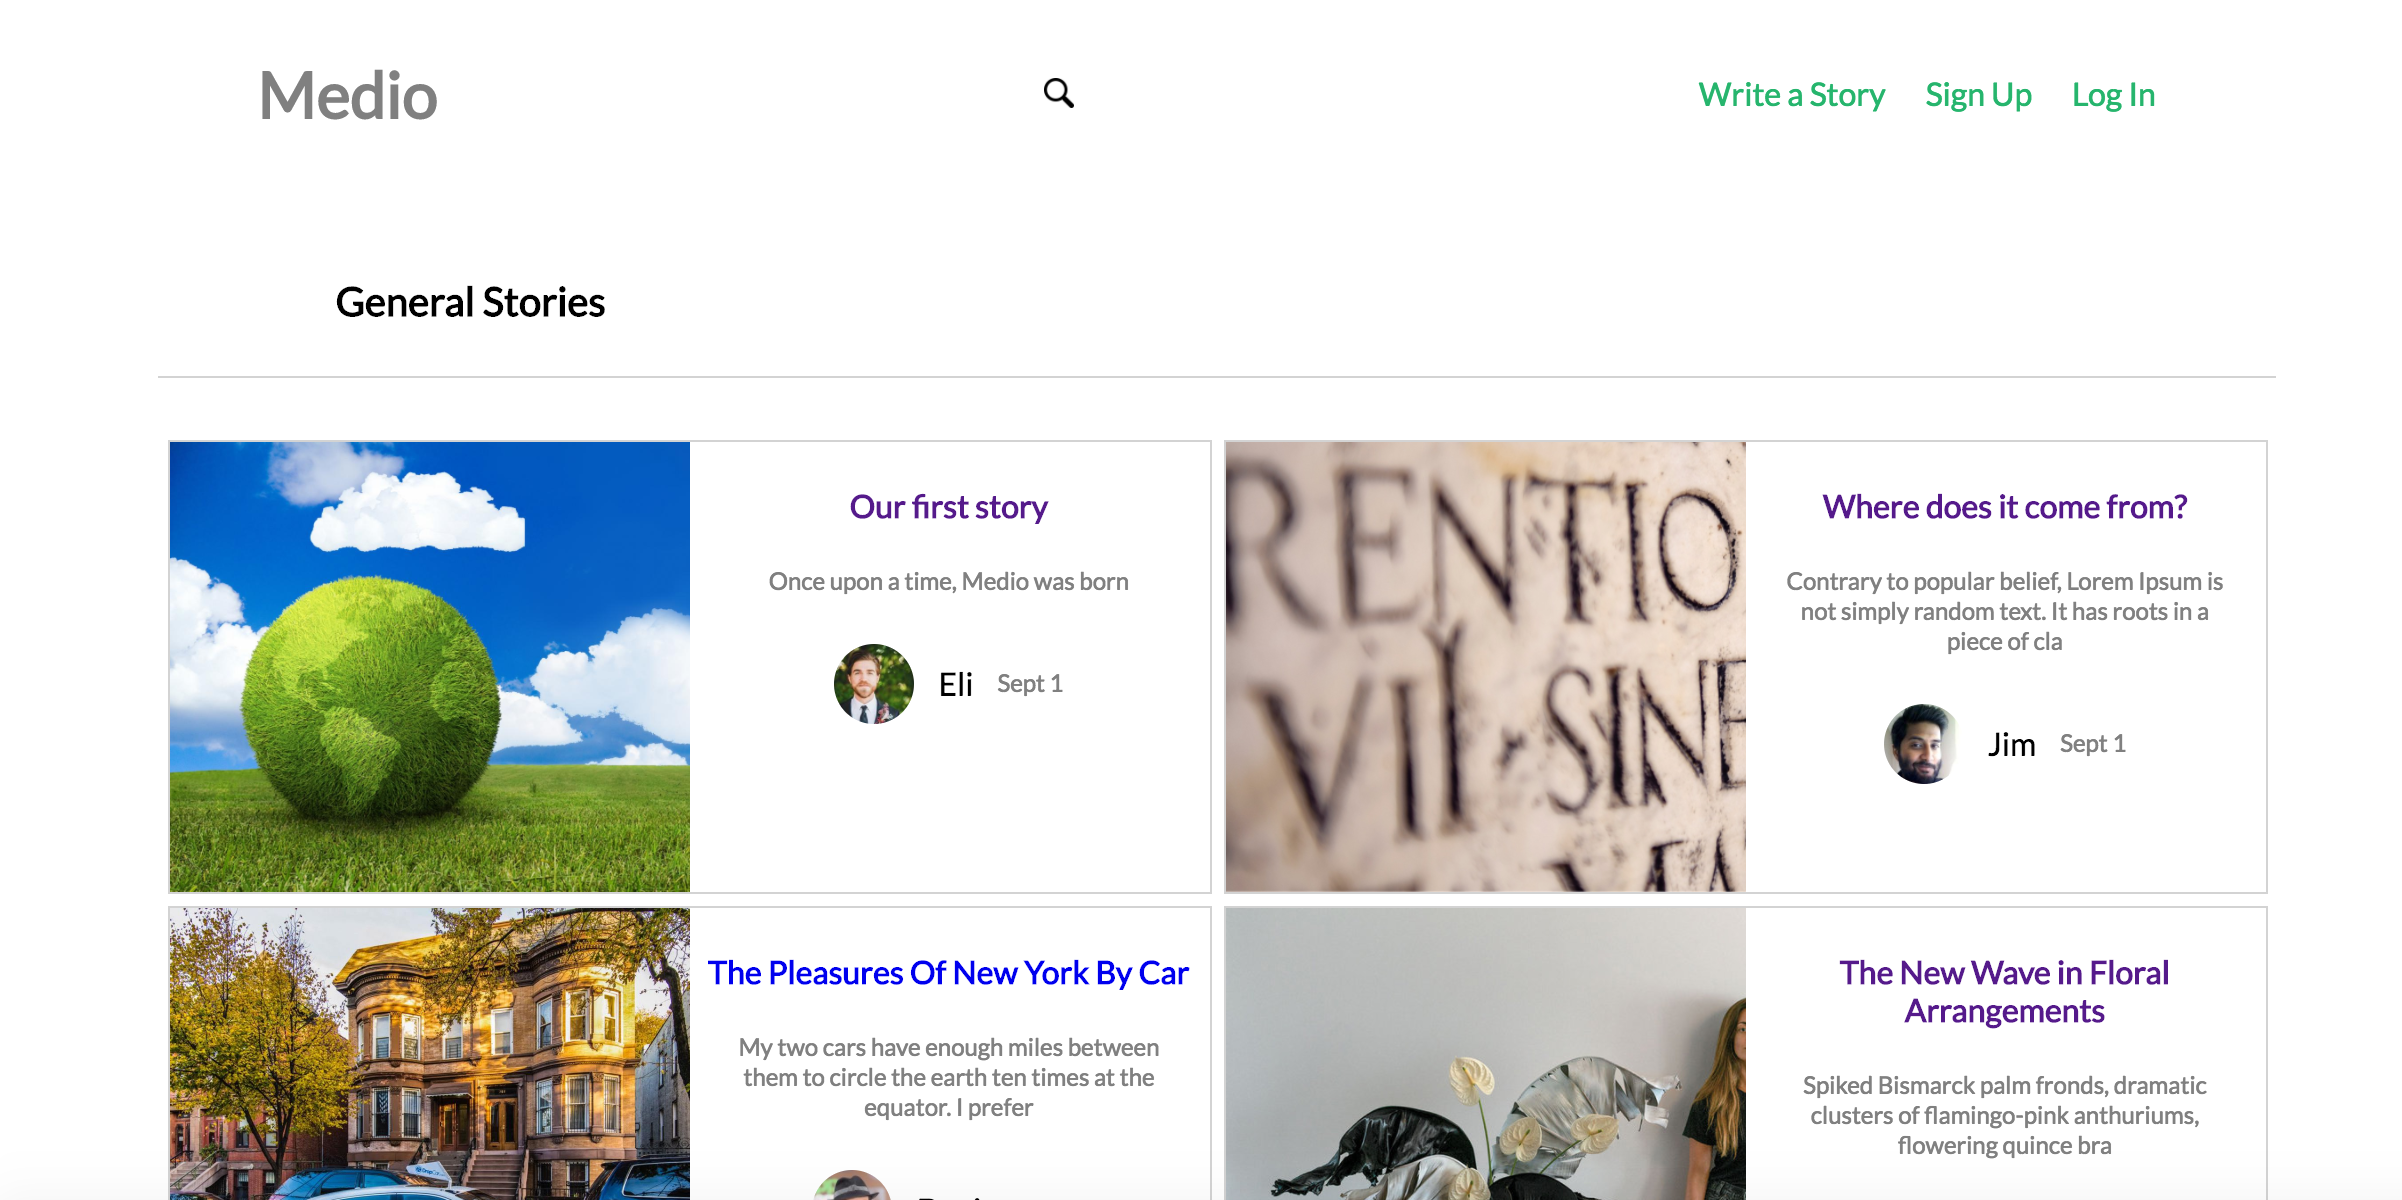 Medio
Write a Story
Sign Up
Log In
General Stories
Our first story
Once upon a time, Medio was born
Eli
Sept 1
RENTIO
VII SINE
Where does it come from?
Contrary to popular belief, Lorem Ipsum is
not simply random text. It has roots in a
piece of cla
Jim
Sept 1
The Pleasures Of New York By Car
My two cars have enough miles between
them to circle the earth ten times at the
equator. I prefer
The New Wave in Floral
Arrangements
Spiked Bismarck palm fronds, dramatic
clusters of flamingo-pink anthuriums,
flowering quince bra